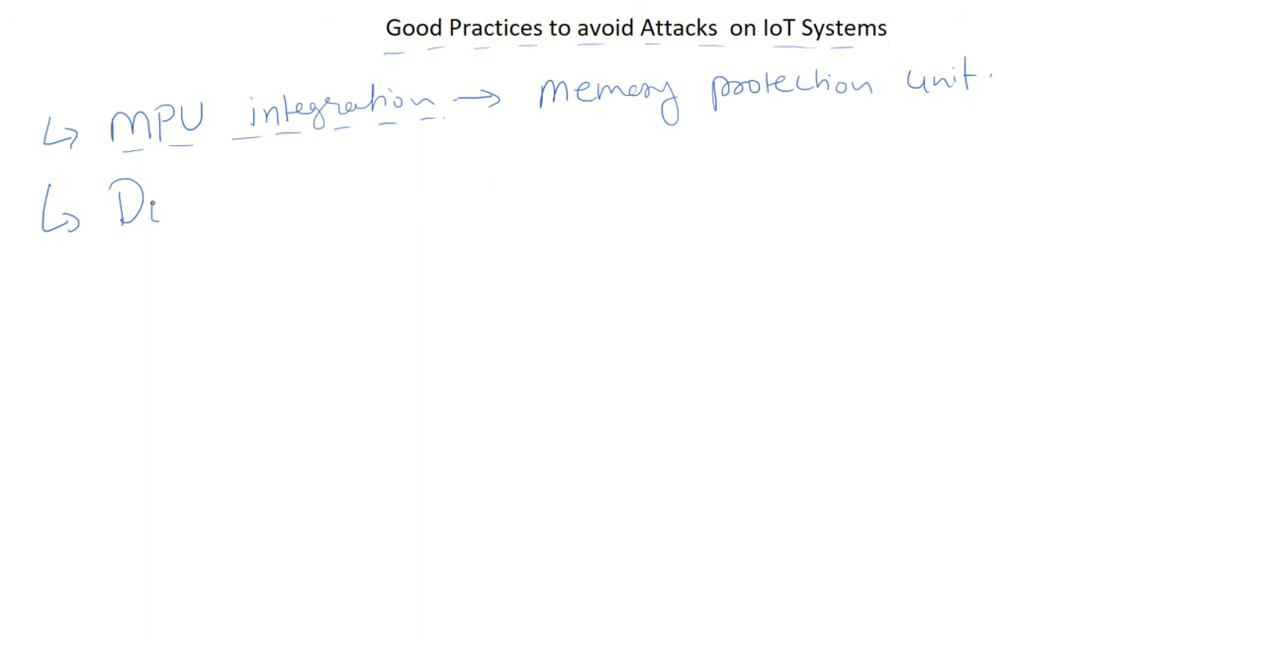 Good Practices to avoid Attacks on IoT Systems
↳ MPU integration → Memory protection unit.
↳ Di